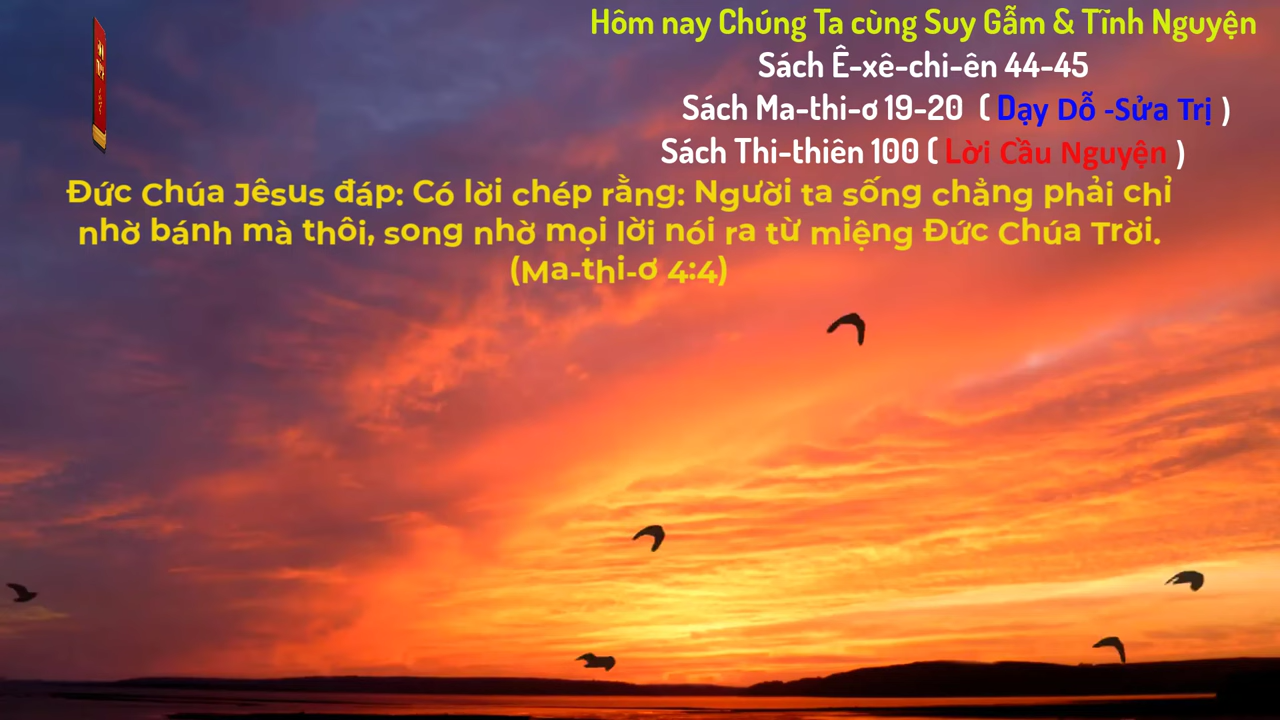 Hôm nay Chúng Ta cùng Suy Gẫm & Tĩnh Nguyện
Sách Ê-xê-chi-ên 44-45
Sách Ma-thi-ơ 19-20 ( Dạy Dỗ -Sửa Trị )
Sách Thi-thiên 100 ( Lời Cầu Nguyện )
Đức Chúa Jêsus đáp: Có lời chép rằng: Người ta sống chẳng phải chỉ
nhờ bánh mà thôi, song nhờ mọi lời nói ra từ miệng Đức Chúa Trời.
(Ma-thi-ơ 4:4)